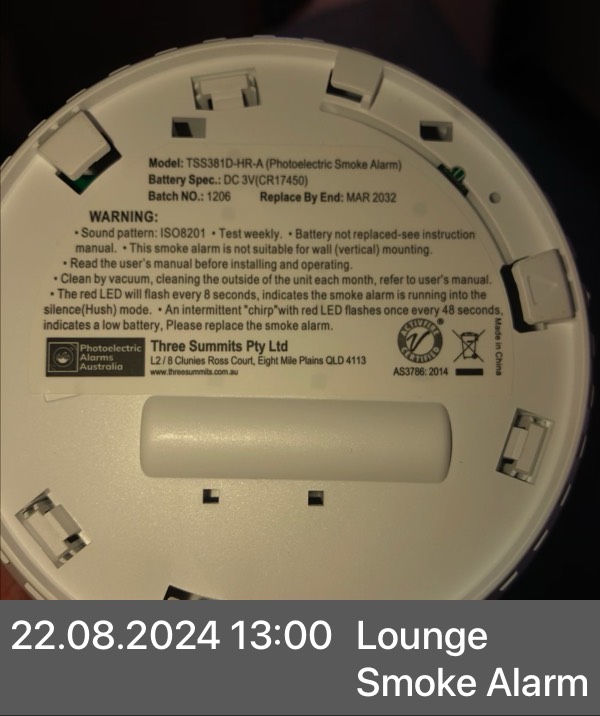 Model: TSS381D-HR-A (Photoelectric Smoke Alarm)
Battery Spec.: DC 3V(CR17450)
Batch NO.: 1206 Replace By End: MAR 2032
WARNING:
• Sound pattern: ISO8201 • Test weekly. • Battery not replaced-see instruction
manual. • This smoke alarm is not suitable for wall (vertical) mounting.
• Read the user's manual before installing and operating.
• Clean by vacuum, cleaning the outside of the unit each month, refer to user's manual.
• The red LED will flash every 8 seconds, indicates the smoke alarm is running into the
silence(Hush) mode. • An intermittent "chirp"with red LED flashes once every 48 seconds,
indicates a low battery, Please replace the smoke alarm.
Photoelectric
Alarms
Australia
Three Summits Pty Ltd
L2 / 8 Clunies Ross Court, Eight Mile Plains QLD 4113
www.threesummits.com.au
CERTIFIED
AS3786: 2014
Made in China
22.08.2024 13:00 Lounge
Smoke Alarm